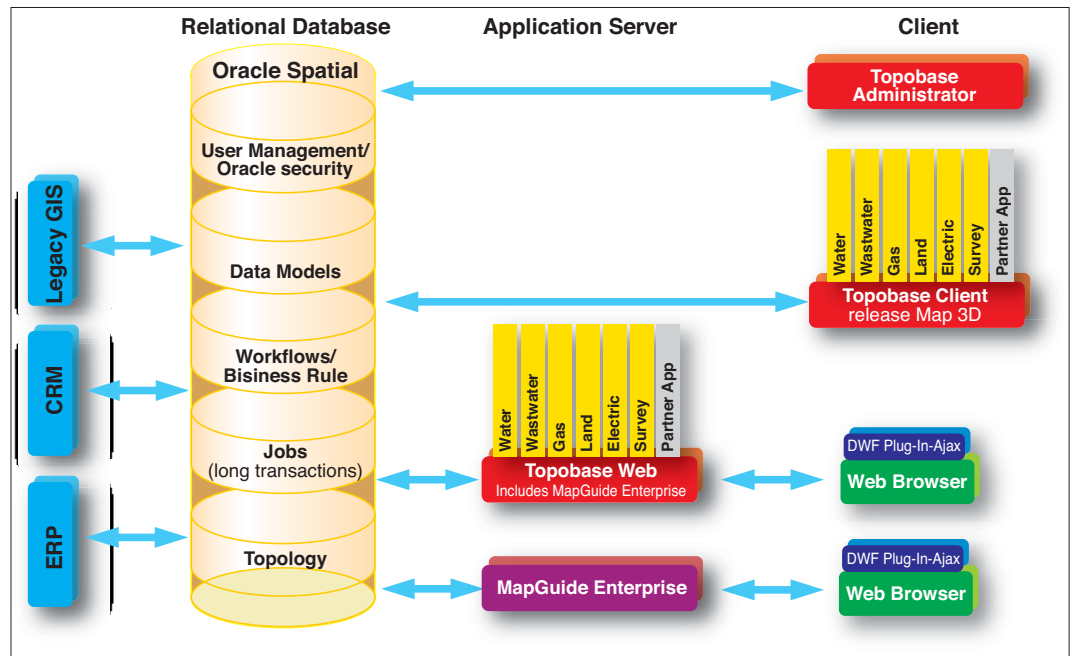 Relational Database
Application Server
Client
Oracle Spatial
Topobase
Administrator
User Management/
Oracle security
Legacy GIS
Data Models
Water
Wastwater
Gas
Land
Electric
Survey
Partner App
Topobase Client
release Map 3D
CRM
Workflows/
Bisiness Rule
Water
Wastwater
Gas
Land
Electric
Survey
Partner App
Jobs
(long transactions)
Topobase Web
Includes MapGuide Enterprise
DWF Plug-In-Ajax
Web Browser
ERP
Topology
MapGuide Enterprise
DWF Plug-In-Ajax
Web Browser